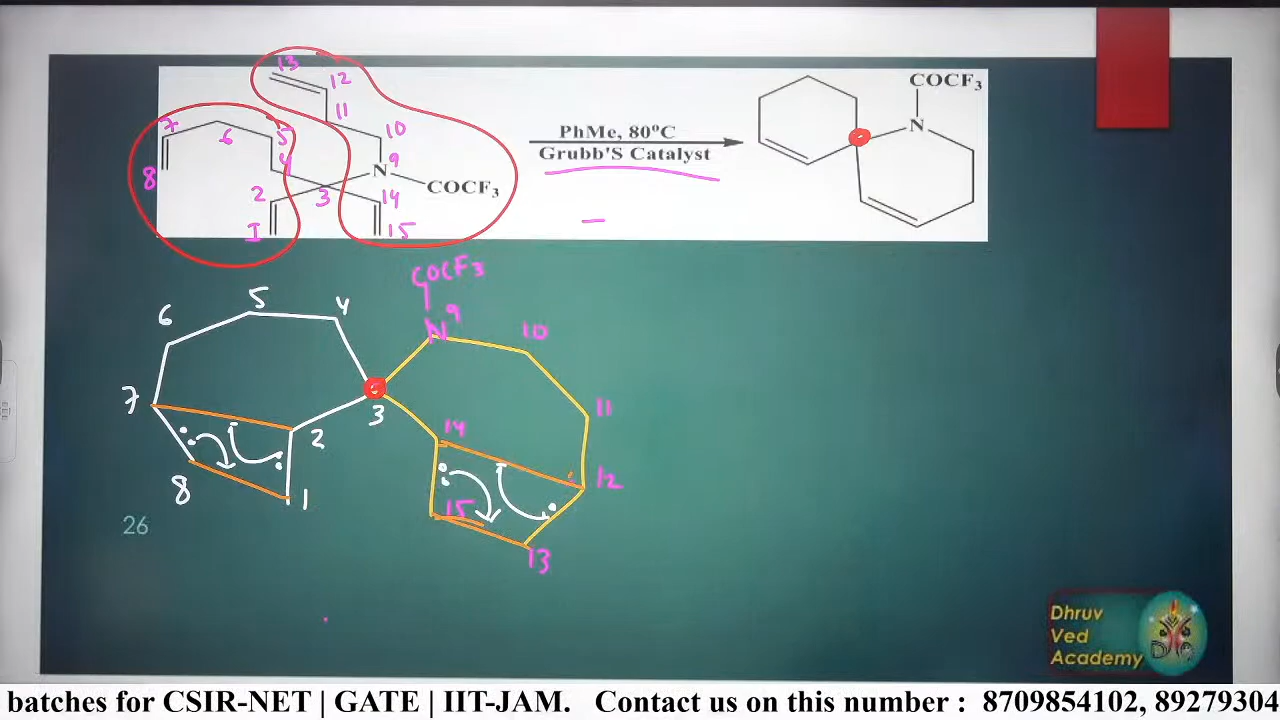 13
12
11
10
7
6
5
4
8
N
9
COCF₃
2
3
14
I
15
PhMe, 80⁰C
Grubb'S Catalyst
COCF₃
N
COCF₃
N
9
10
11
12
13
14
15
6
5
4
7
3
2
8
1
26
Dhruv
Ved
Academy
batches for CSIR-NET | GATE | IIT-JAM. Contact us on this number : 8709854102, 89279304